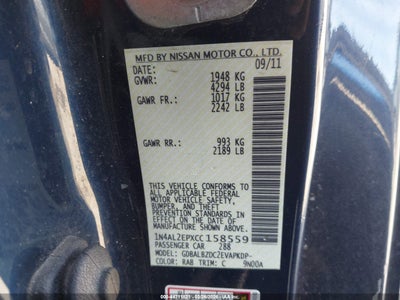 MFD BY NISSAN MOTOR CO., LTD.
DATE: 09/11
GVWR: 1948 KG
4294 LB
GAWR FR.: 1017 KG
2242 LB
GAWR RR.: 993 KG
2189 LB
THIS VEHICLE CONFORMS TO ALL
APPLICABLE FEDERAL MOTOR VEHICLE SAFETY,
BUMPER, AND THEFT PREVENTION
STANDARDS IN EFFECT ON THE DATE OF
MANUFACTURE SHOWN ABOVE.
1N4AL2EPXCC158559
PASSENGER CAR 288
MODEL: GDBALBZDC2EVAPKDP-
COLOR: RAB TRIM: C 9N00A